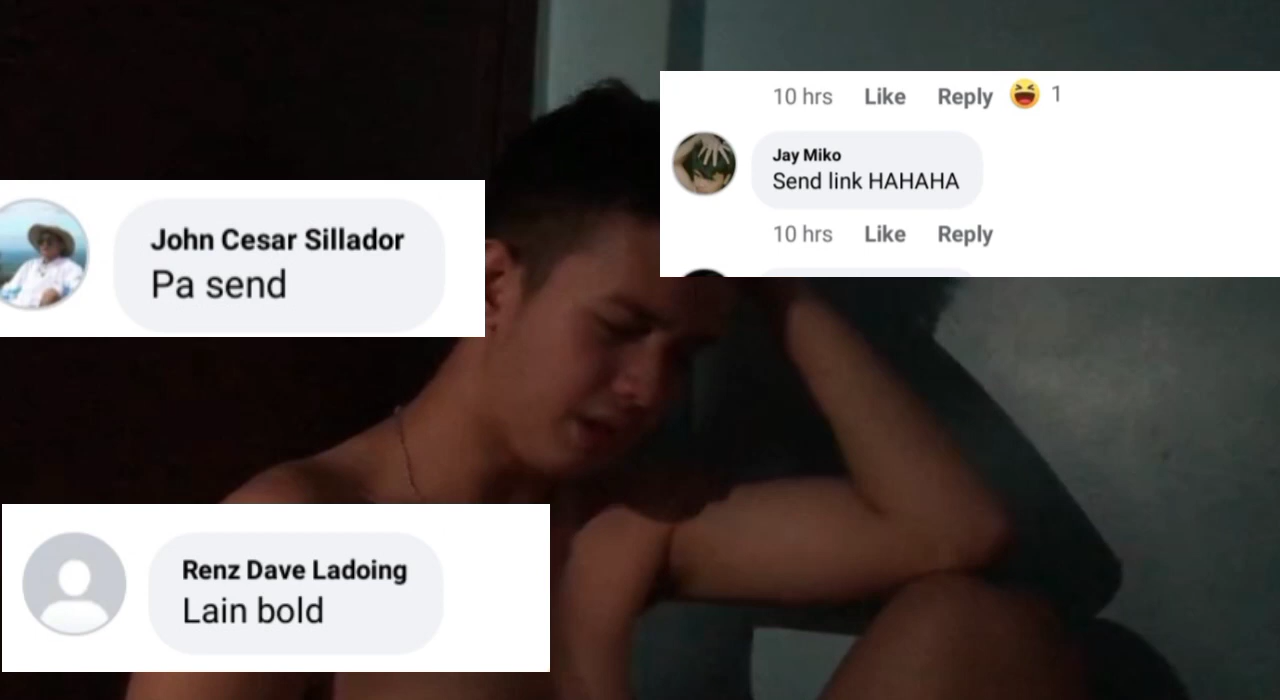 10 hrs Like Reply 1
Jay Miko
Send link HAHAHA
10 hrs Like Reply
John Cesar Sillador
Pa send
Renz Dave Ladoing
Lain bold